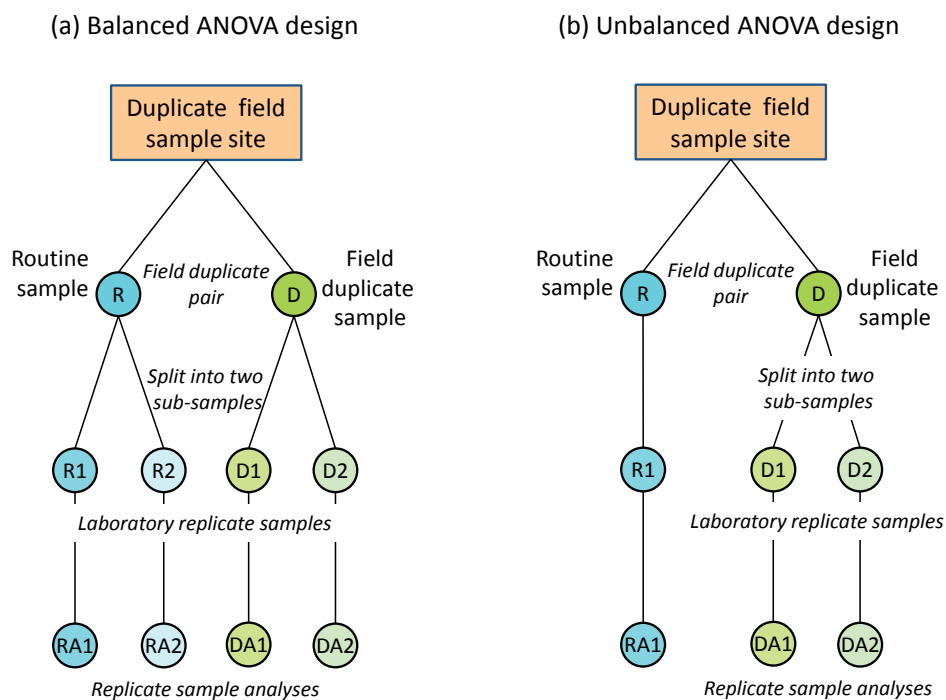 (a) Balanced ANOVA design
Duplicate field
sample site
Routine
sample
R
Field duplicate
pair
D
Field
duplicate
sample
Split into two
sub-samples
R1
R2
D1
D2
Laboratory replicate samples
RA1
RA2
DA1
DA2
Replicate sample analyses
(b) Unbalanced ANOVA design
Duplicate field
sample site
Routine
sample
R
Field duplicate
pair
D
Field
duplicate
sample
Split into two
sub-samples
R1
D1
D2
Laboratory replicate samples
RA1
DA1
DA2
Replicate sample analyses